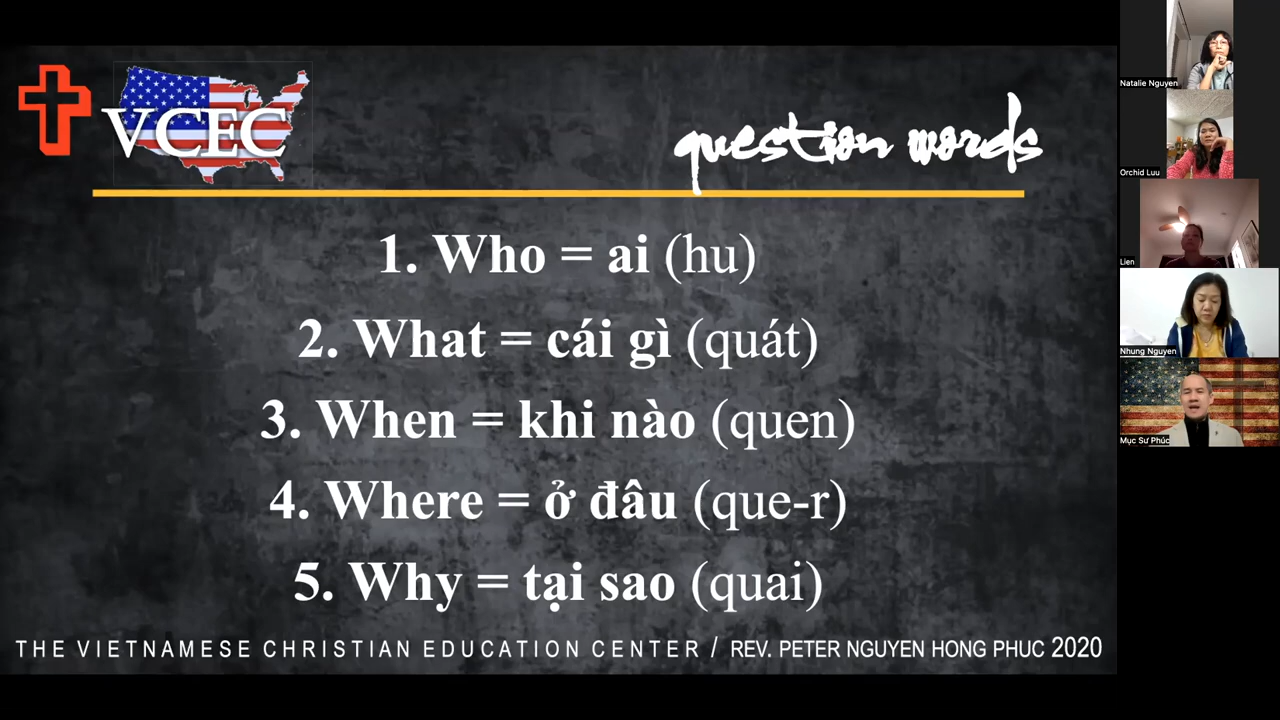 VCEC
question words
1. Who = ai (hu)
2. What = cái gì (quát)
3. When = khi nào (quen)
4. Where = ở đâu (que-r)
5. Why = tại sao (quai)
THE VIETNAMESE CHRISTIAN EDUCATION CENTER / REV. PETER NGUYEN HONG PHUC 2020
Natalie Nguyen
Orchid Luu
Lien
Nhung Nguyen
Mục Sư Phúc